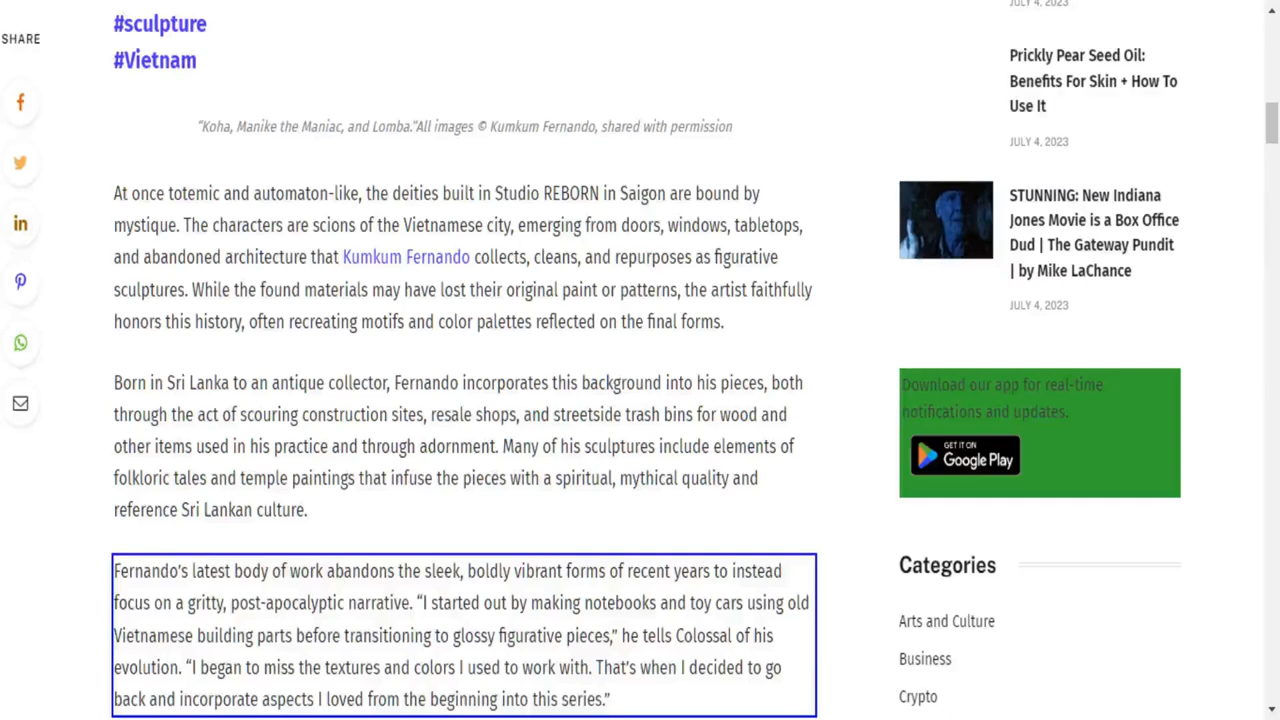 #sculpture
#Vietnam
SHARE
"Koha, Manike the Maniac, and Lomba."All images © Kumkum Fernando, shared with permission
At once totemic and automaton-like, the deities built in Studio REBORN in Saigon are bound by
mystique. The characters are scions of the Vietnamese city, emerging from doors, windows, tabletops,
and abandoned architecture that Kumkum Fernando collects, cleans, and repurposes as figurative
sculptures. While the found materials may have lost their original paint or patterns, the artist faithfully
honors this history, often recreating motifs and color palettes reflected on the final forms.
Born in Sri Lanka to an antique collector, Fernando incorporates this background into his pieces, both
through the act of scouring construction sites, resale shops, and streetside trash bins for wood and
other items used in his practice and through adornment. Many of his sculptures include elements of
folkloric tales and temple paintings that infuse the pieces with a spiritual, mythical quality and
reference Sri Lankan culture.
Fernando's latest body of work abandons the sleek, boldly vibrant forms of recent years to instead
focus on a gritty, post-apocalyptic narrative. "I started out by making notebooks and toy cars using old
Vietnamese building parts before transitioning to glossy figurative pieces," he tells Colossal of his
evolution. "I began to miss the textures and colors I used to work with. That's when I decided to go
back and incorporate aspects I loved from the beginning into this series."
JULY 4, 2023
Prickly Pear Seed Oil:
Benefits For Skin + How To
Use It
JULY 4, 2023
STUNNING: New Indiana
Jones Movie is a Box Office
Dud | The Gateway Pundit
| by Mike LaChance
JULY 4, 2023
Download our app for real-time
notifications and updates.
GET IT ON
Google Play
Categories
Arts and Culture
Business
Crypto